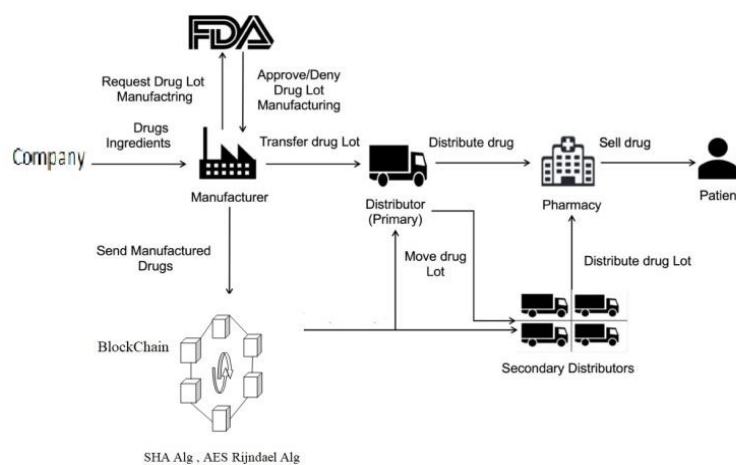 FDA
Request Drug Lot
Manufactring
Approve/Deny
Drug Lot
Manufacturing
Drugs
Ingredients
Company
Transfer drug Lot
Distribute drug
Sell drug
Manufacturer
Distributor
(Primary)
Pharmacy
Patien
Send Manufactured
Drugs
Move drug
Lot
Distribute drug Lot
BlockChain
Secondary Distributors
SHA Alg , AES Rijndael Alg